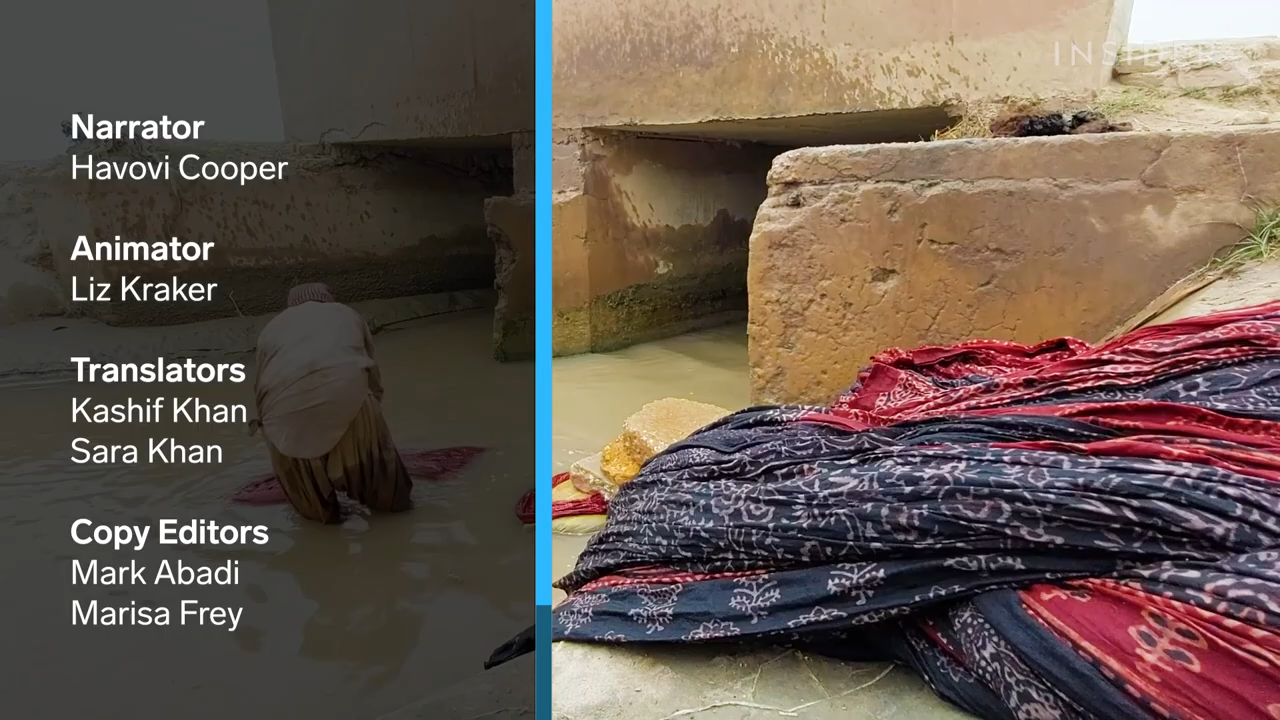 INSIDER
Narrator
Havovi Cooper
Animator
Liz Kraker
Translators
Kashif Khan
Sara Khan
Copy Editors
Mark Abadi
Marisa Frey